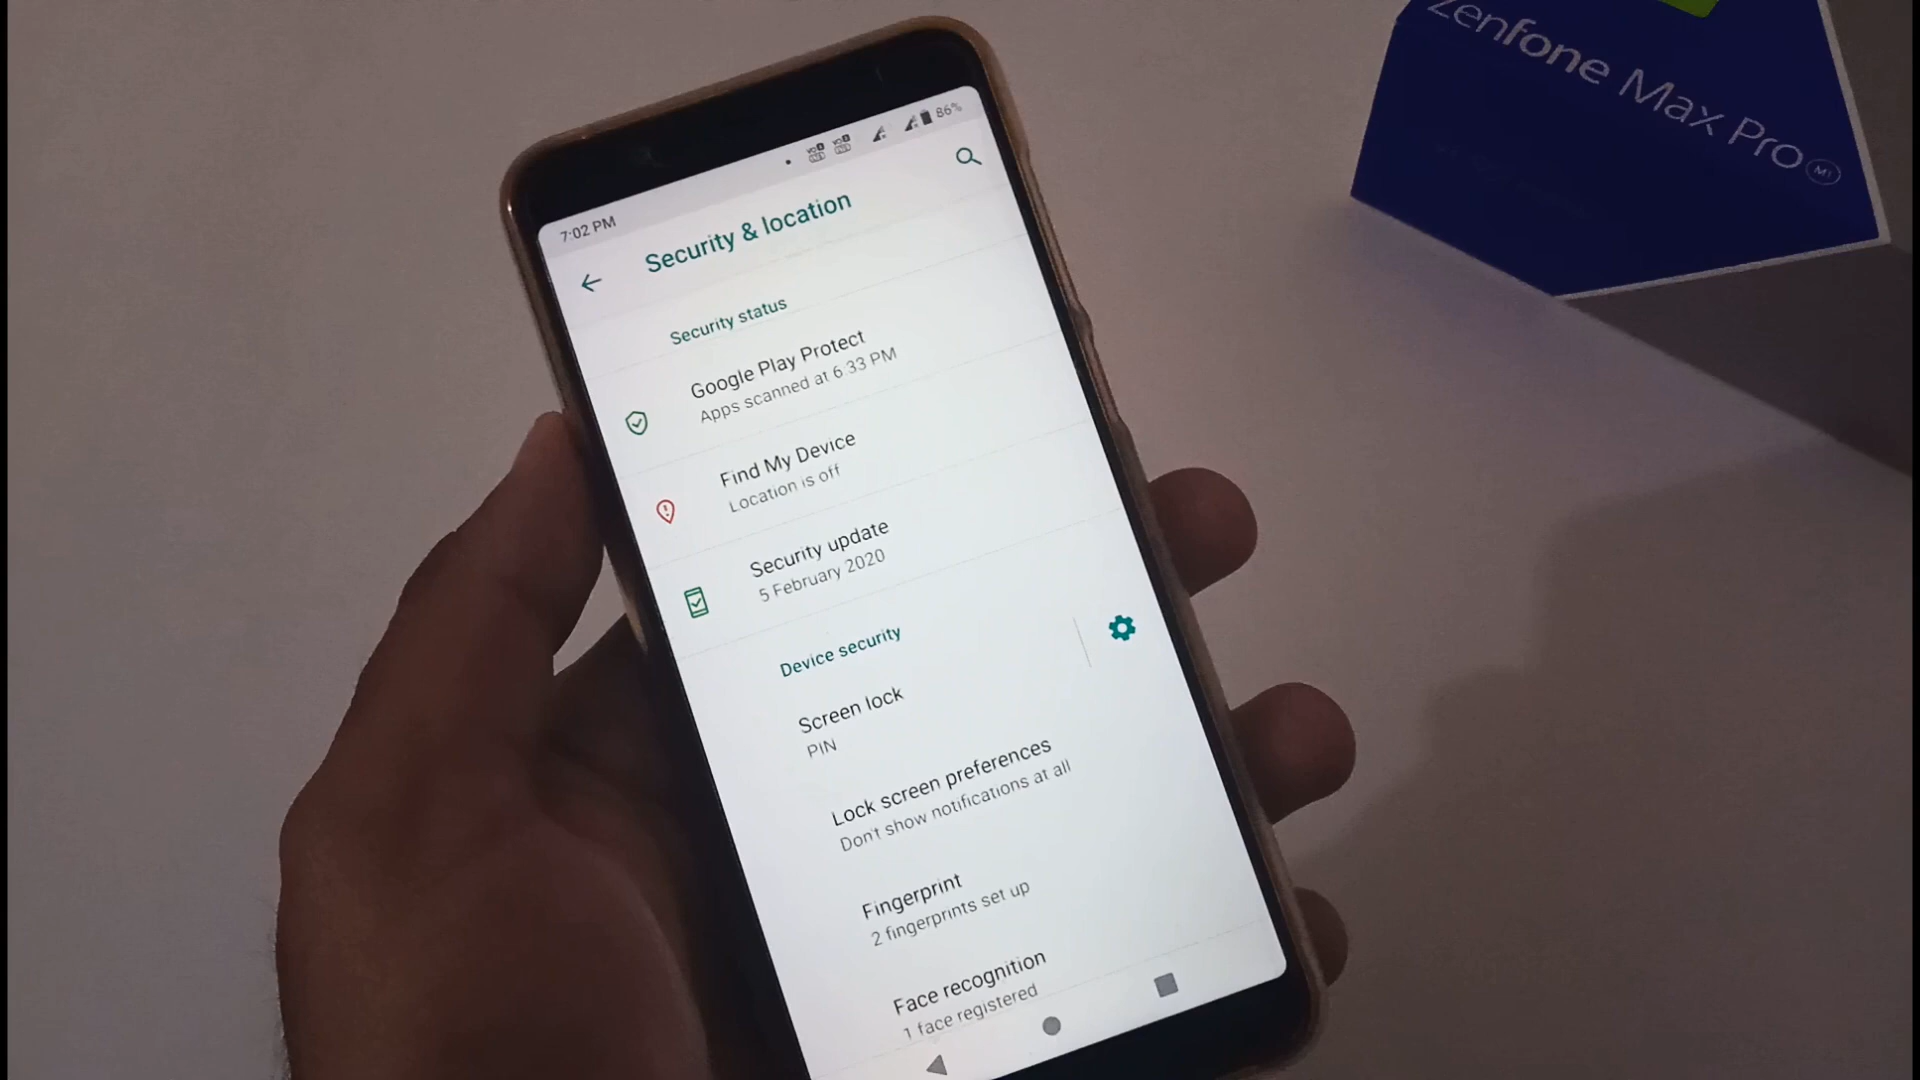 Zenfone Max Pro M1
86%
7:02 PM
Security & location
Security status
Google Play Protect
Apps scanned at 6:33 PM
Find My Device
Location is off
Security update
5 February 2020
Device security
Screen lock
PIN
Lock screen preferences
Don't show notifications at all
Fingerprint
2 fingerprints set up
Face recognition
1 face registered